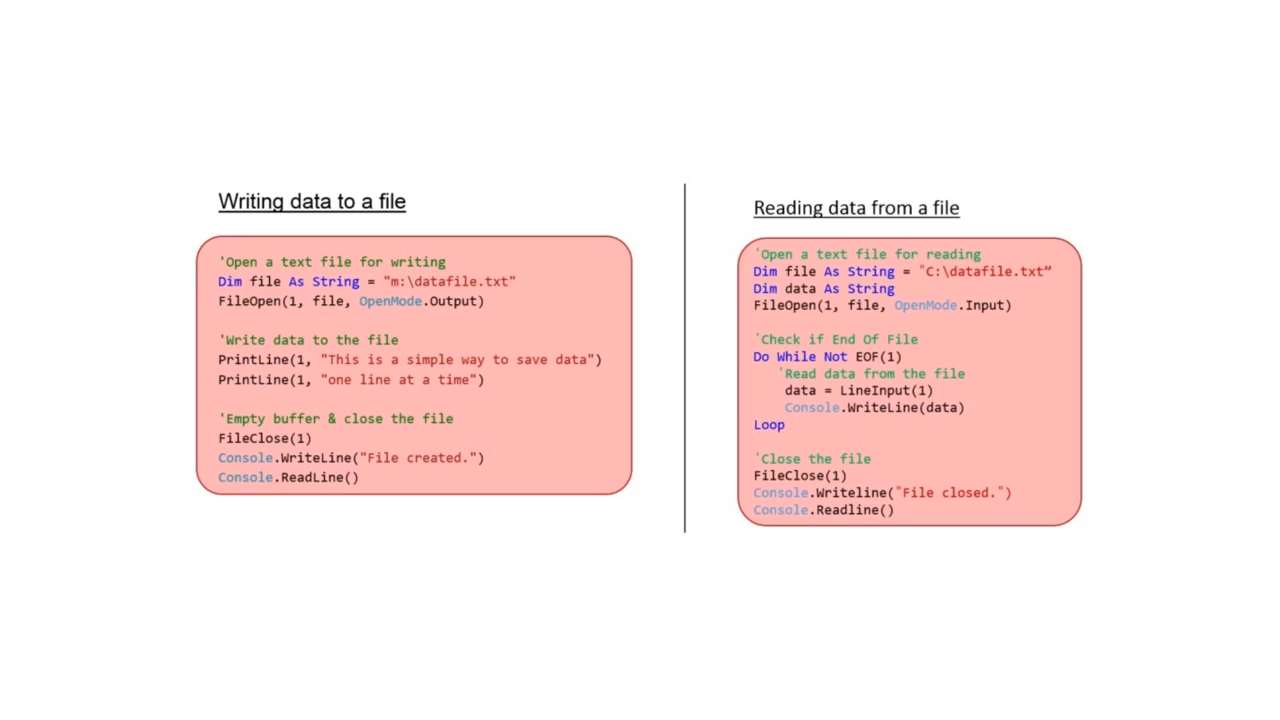 Writing data to a file
'Open a text file for writing
Dim file As String = "m:\datafile.txt"
FileOpen(1, file, OpenMode.Output)
'Write data to the file
PrintLine(1, "This is a simple way to save data")
PrintLine(1, "one line at a time")
'Empty buffer & close the file
FileClose(1)
Console.WriteLine("File created.")
Console.ReadLine()
Reading data from a file
'Open a text file for reading
Dim file As String = "C:\datafile.txt”
Dim data As String
FileOpen(1, file, OpenMode.Input)
'Check if End Of File
Do While Not EOF(1)
'Read data from the file
data = LineInput(1)
Console.WriteLine(data)
Loop
'Close the file
FileClose(1)
Console.Writeline("File closed.")
Console.Readline()